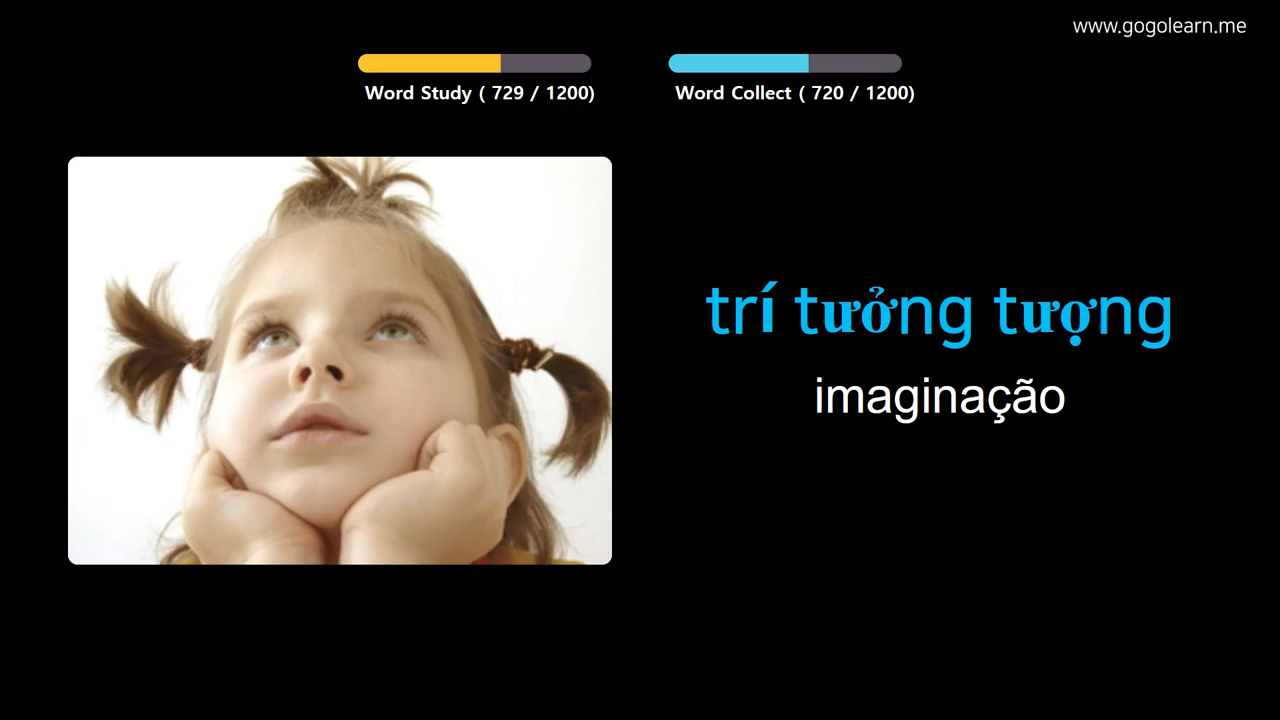 www.gogolearn.me
Word Study ( 729 / 1200)
Word Collect ( 720 / 1200)
trí tưởng tượng
imaginação